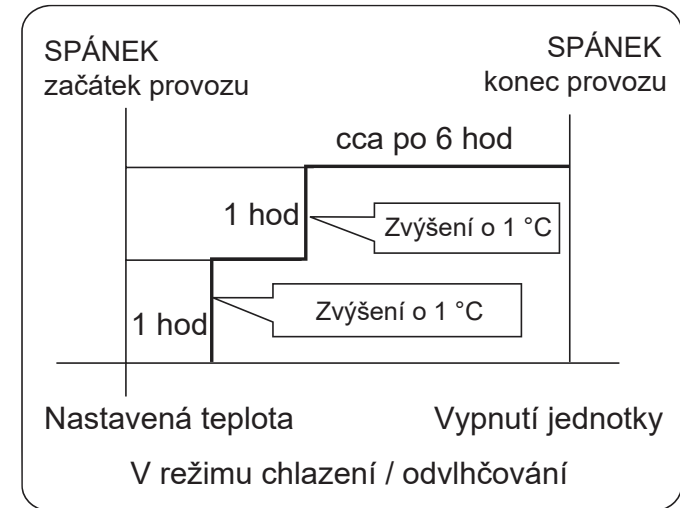 SPÁNEK
začátek provozu
SPÁNEK
konec provozu
cca po 6 hod
1 hod
Zvýšení o 1 °C
1 hod
Zvýšení o 1 °C
Nastavená teplota
Vypnutí jednotky
V režimu chlazení / odvlhčování